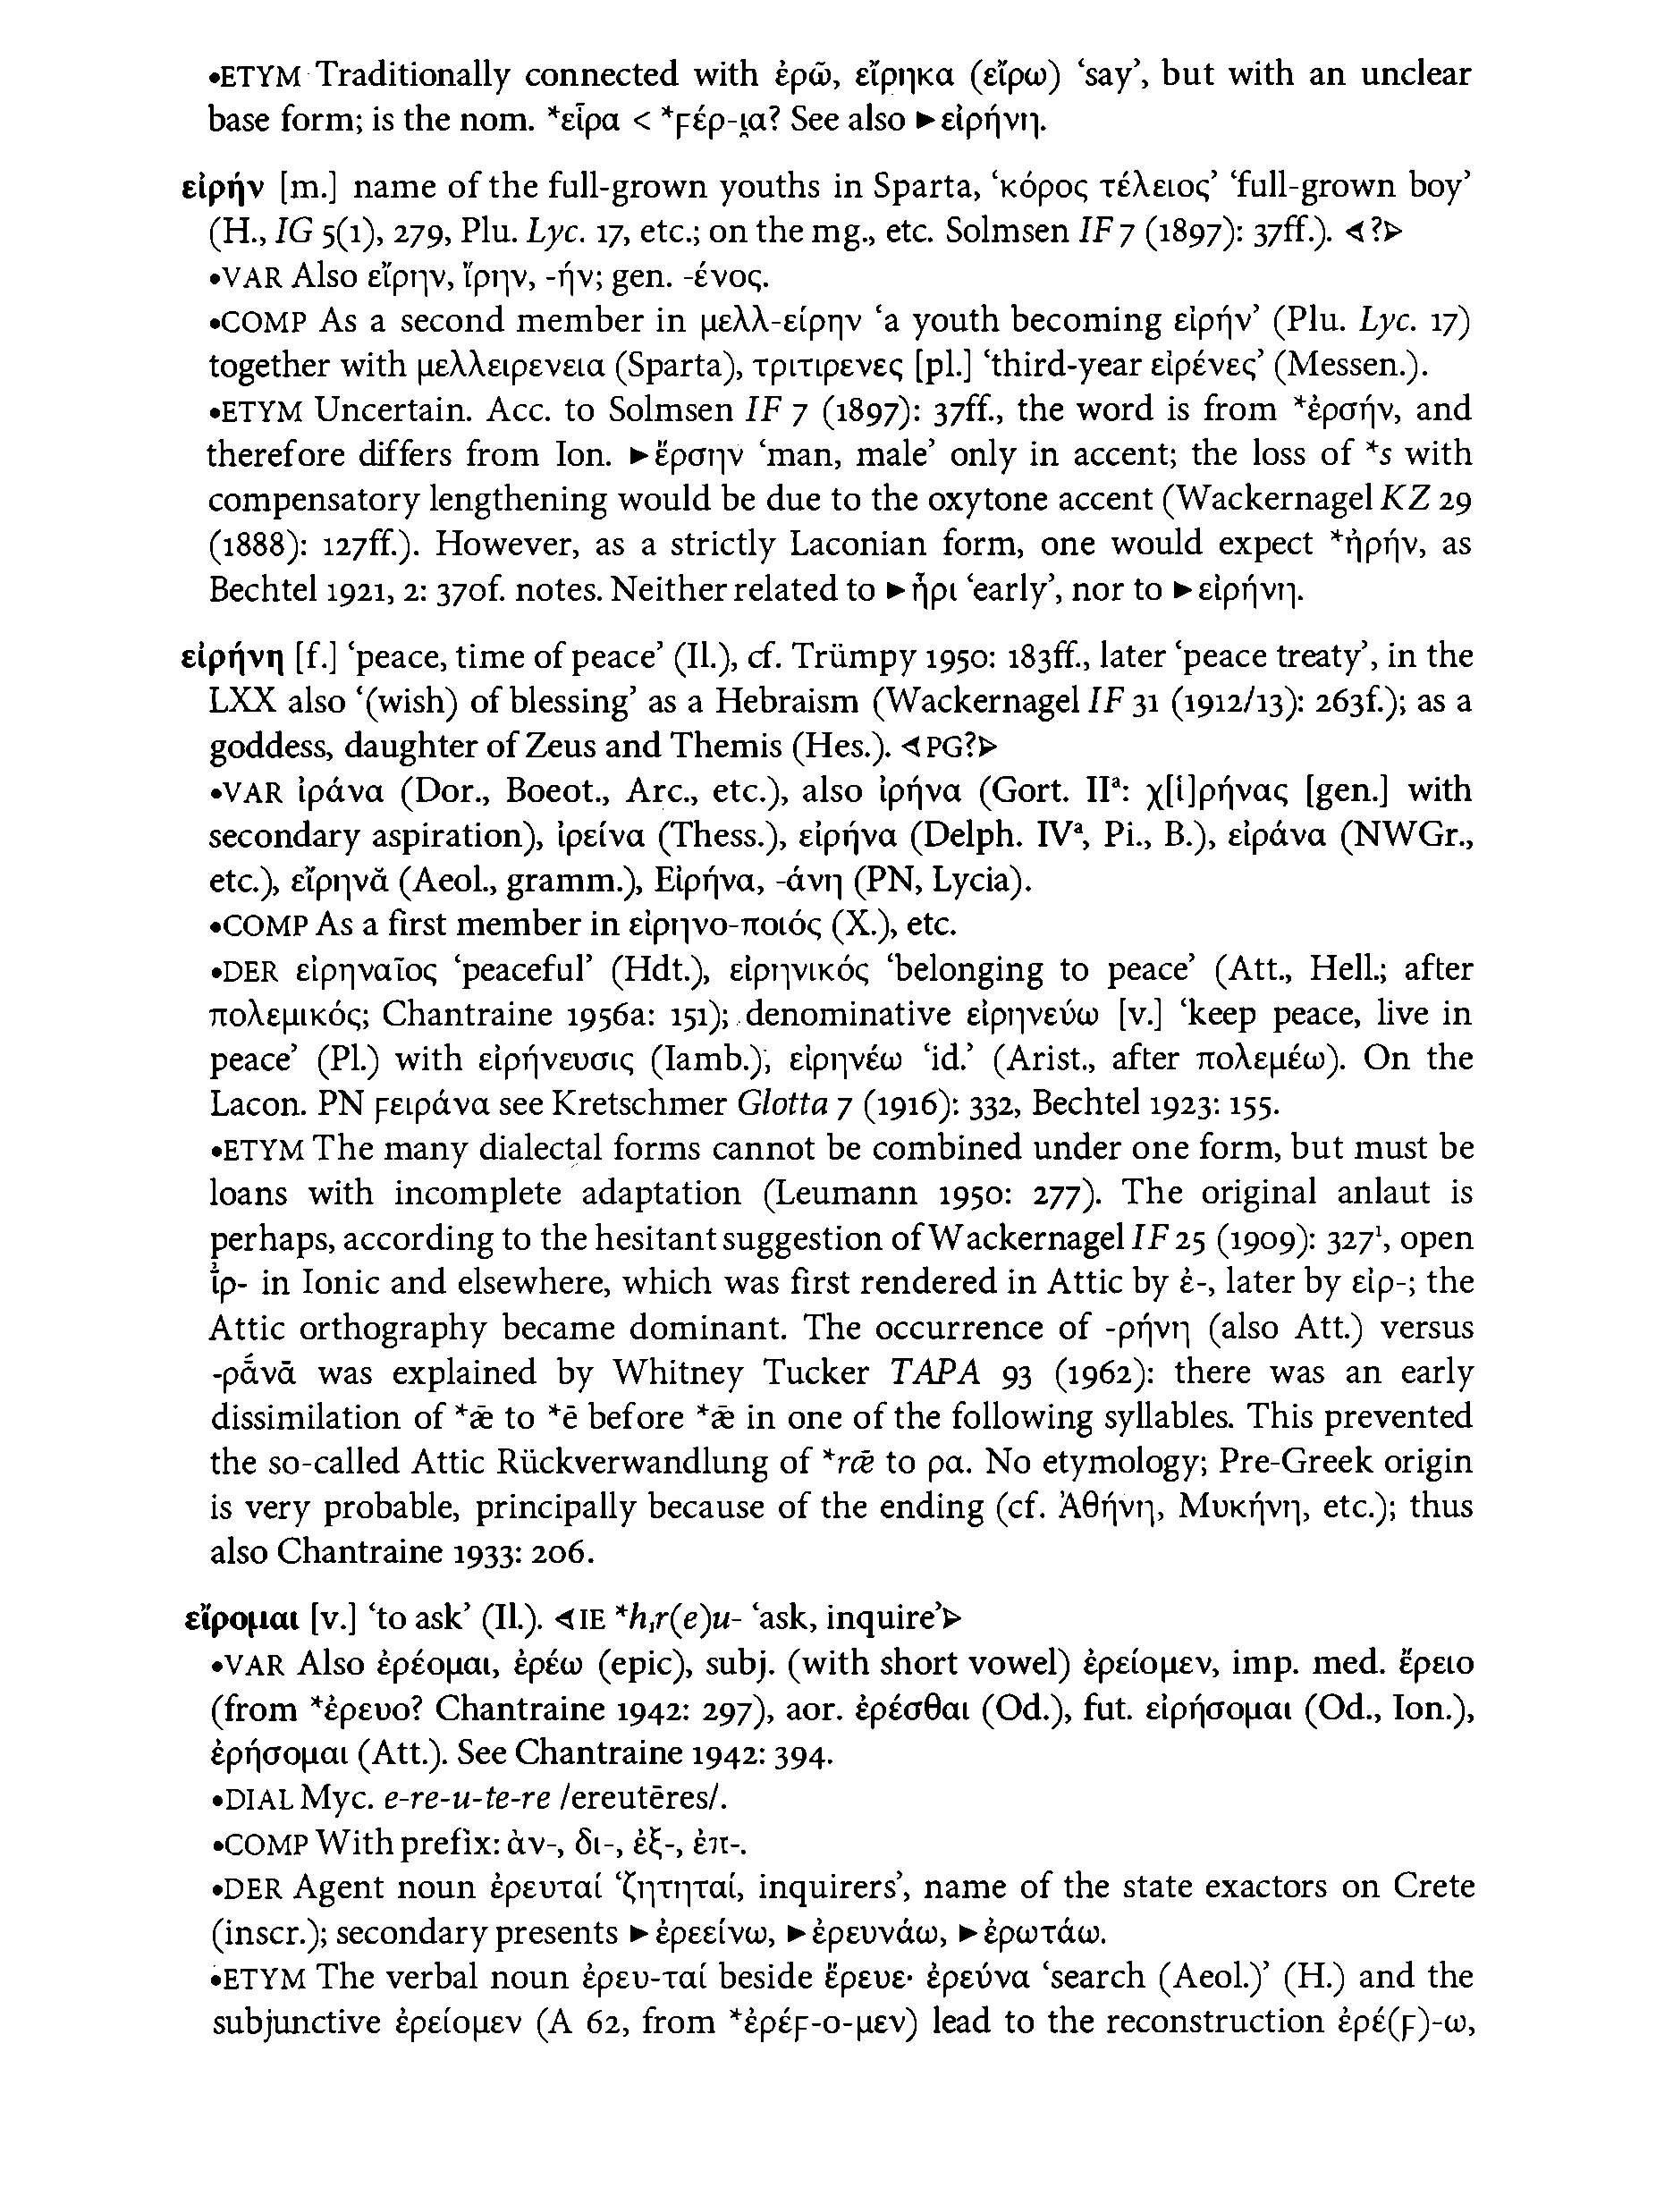 •ETYM Traditionally connected with ἐρῶ, εἴρηκα (εἴρω) ‘say’, but with an unclear
base form; is the nom. *εἶρα < *ϝέρ-ι̯α? See also ►εἰρήνη.
εἰρήν [m.] name of the full-grown youths in Sparta, ‘κόρος τέλειος’ ‘full-grown boy’
(H., IG 5(1), 279, Plu. Lyc. 17, etc.; on the mg., etc. Solmsen IF 7 (1897): 37ff.). ◄?►
•VAR Also εἴρην, ἴρην, -ήν; gen. -ένος.
•COMP As a second member in μελλ-είρην ‘a youth becoming εἰρήν’ (Plu. Lyc. 17)
together with μελλειρενεια (Sparta), τριτιρενες [pl.] ‘third-year εἰρένες’ (Messen.).
•ETYM Uncertain. Acc. to Solmsen IF 7 (1897): 37ff., the word is from *ἐρσήν, and
therefore differs from Ion. ►ἔρσην ‘man, male’ only in accent; the loss of *s with
compensatory lengthening would be due to the oxytone accent (Wackernagel KZ 29
(1888): 127ff.). However, as a strictly Laconian form, one would expect *ἠρήν, as
Bechtel 1921, 2: 370f. notes. Neither related to ►ἦρι ‘early’, nor to ►εἰρήνη.
εἰρήνη [f.] ‘peace, time of peace’ (Il.), cf. Trümpy 1950: 183ff., later ‘peace treaty’, in the
LXX also ‘(wish) of blessing’ as a Hebraism (Wackernagel IF 31 (1912/13): 263f.); as a
goddess, daughter of Zeus and Themis (Hes.). ◄PG?►
•VAR ἰράνα (Dor., Boeot., Arc., etc.), also ἰρήνα (Gort. IIᵃ: χ[ἰ]ρήνας [gen.] with
secondary aspiration), ἰρείνα (Thess.), εἰρήνα (Delph. IVᵃ, Pi., B.), εἰράνα (NWGr.,
etc.), εἴρηνᾰ (Aeol., gramm.), Εἰρήνα, -άνη (PN, Lycia).
•COMP As a first member in εἰρηνο-ποιός (X.), etc.
•DER εἰρηναῖος ‘peaceful’ (Hdt.), εἰρηνικός ‘belonging to peace’ (Att., Hell.; after
πολεμικός; Chantraine 1956a: 151); denominative εἰρηνεύω [v.] ‘keep peace, live in
peace’ (Pl.) with εἰρήνευσις (Iamb.), εἰρηνέω ‘id.’ (Arist., after πολεμέω). On the
Lacon. PN ϝειράνα see Kretschmer Glotta 7 (1916): 332, Bechtel 1923: 155.
•ETYM The many dialectal forms cannot be combined under one form, but must be
loans with incomplete adaptation (Leumann 1950: 277). The original anlaut is
perhaps, according to the hesitant suggestion of Wackernagel IF 25 (1909): 327¹, open
ἰ̄ρ- in Ionic and elsewhere, which was first rendered in Attic by ἐ-, later by εἰρ-; the
Attic orthography became dominant. The occurrence of -ρήνη (also Att.) versus
-ρά̄νᾱ was explained by Whitney Tucker TAPA 93 (1962): there was an early
dissimilation of *ǣ to *ē before *ǣ in one of the following syllables. This prevented
the so-called Attic Rückverwandlung of *rǣ to ρα. No etymology; Pre-Greek origin
is very probable, principally because of the ending (cf. Ἀθήνη, Μυκήνη, etc.); thus
also Chantraine 1933: 206.
εἴρομαι [v.] ‘to ask’ (Il.). ◄IE *h₁r(e)u- ‘ask, inquire’►
•VAR Also ἐρέομαι, ἐρέω (epic), subj. (with short vowel) ἐρείομεν, imp. med. ἔρειο
(from *ἐρευο? Chantraine 1942: 297), aor. ἐρέσθαι (Od.), fut. εἰρήσομαι (Od., Ion.),
ἐρήσομαι (Att.). See Chantraine 1942: 394.
•DIAL Myc. e-re-u-te-re /ereutēres/.
•COMP With prefix: ἀν-, δι-, ἐξ-, ἐπ-.
•DER Agent noun ἐρευταί ‘ζητηταί, inquirers’, name of the state exactors on Crete
(inscr.); secondary presents ►ἐρεείνω, ►ἐρευνάω, ►ἐρωτάω.
•ETYM The verbal noun ἐρευ-ταί beside ἔρευε· ἐρεύνα ‘search (Aeol.)’ (H.) and the
subjunctive ἐρείομεν (A 62, from *ἐρέϝ-ο-μεν) lead to the reconstruction ἐρέ(ϝ)-ω,